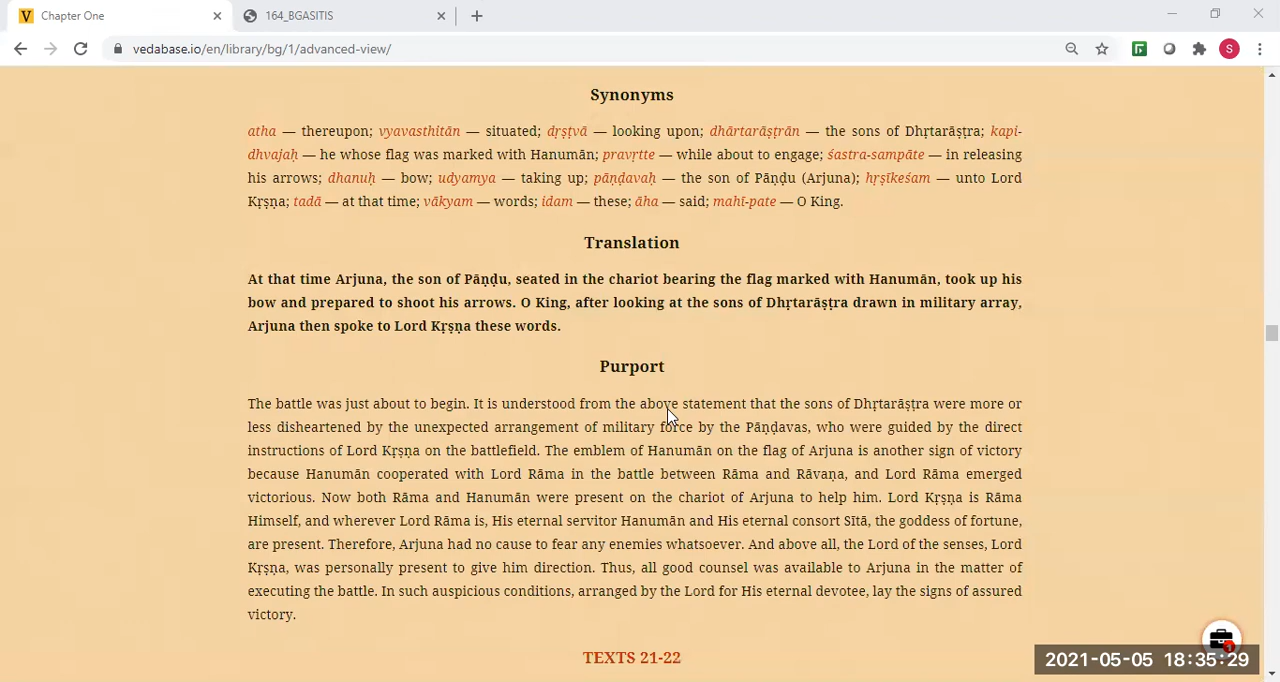 Chapter One
164_BGASITIS
vedabase.io/en/library/bg/1/advanced-view/
S
Synonyms
atha — thereupon; vyavasthitān — situated; dṛṣṭvā — looking upon; dhārtarāṣṭrān — the sons of Dhṛtarāṣṭra; kapi-
dhvajaḥ — he whose flag was marked with Hanumān; pravṛtte — while about to engage; śastra-sampāte — in releasing
his arrows; dhanuḥ — bow; udyamya — taking up; pāṇḍavaḥ — the son of Pāṇḍu (Arjuna); hṛṣīkeśam — unto Lord
Kṛṣṇa; tadā — at that time; vākyam — words; idam — these; āha — said; mahī-pate — O King.
Translation
At that time Arjuna, the son of Pāṇḍu, seated in the chariot bearing the flag marked with Hanumān, took up his
bow and prepared to shoot his arrows. O King, after looking at the sons of Dhṛtarāṣṭra drawn in military array,
Arjuna then spoke to Lord Kṛṣṇa these words.
Purport
The battle was just about to begin. It is understood from the above statement that the sons of Dhṛtarāṣṭra were more or
less disheartened by the unexpected arrangement of military force by the Pāṇḍavas, who were guided by the direct
instructions of Lord Kṛṣṇa on the battlefield. The emblem of Hanumān on the flag of Arjuna is another sign of victory
because Hanumān cooperated with Lord Rāma in the battle between Rāma and Rāvaṇa, and Lord Rāma emerged
victorious. Now both Rāma and Hanumān were present on the chariot of Arjuna to help him. Lord Kṛṣṇa is Rāma
Himself, and wherever Lord Rāma is, His eternal servitor Hanumān and His eternal consort Sītā, the goddess of fortune,
are present. Therefore, Arjuna had no cause to fear any enemies whatsoever. And above all, the Lord of the senses, Lord
Kṛṣṇa, was personally present to give him direction. Thus, all good counsel was available to Arjuna in the matter of
executing the battle. In such auspicious conditions, arranged by the Lord for His eternal devotee, lay the signs of assured
victory.
TEXTS 21-22
2021-05-05 18:35:29